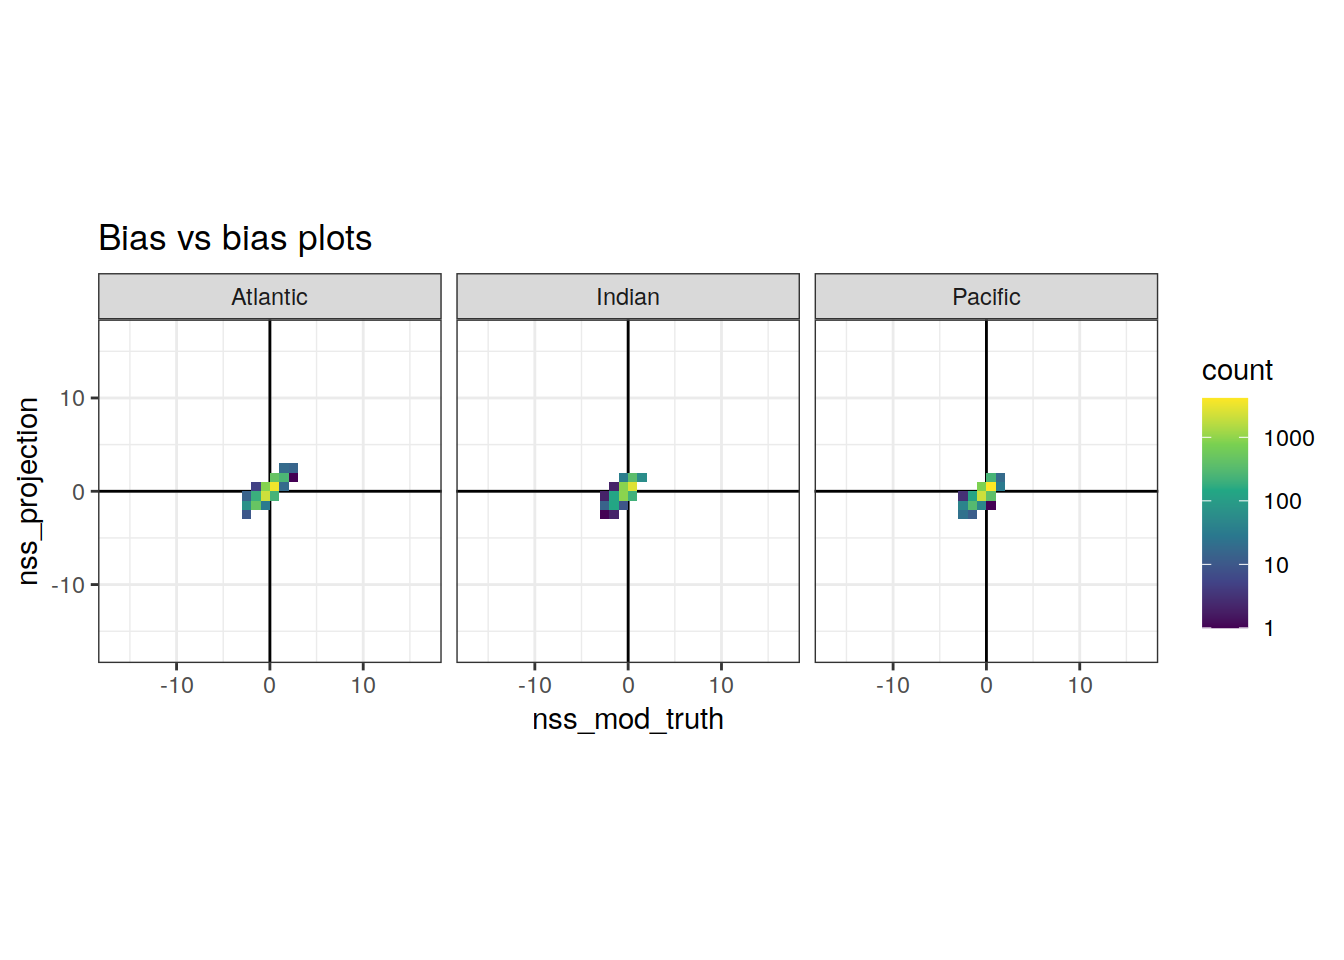 Bias vs bias plots
Atlantic
Indian
Pacific
nss_projection
10
0
-10
-10 0 10
-10 0 10
-10 0 10
nss_mod_truth
count
1000
100
10
1